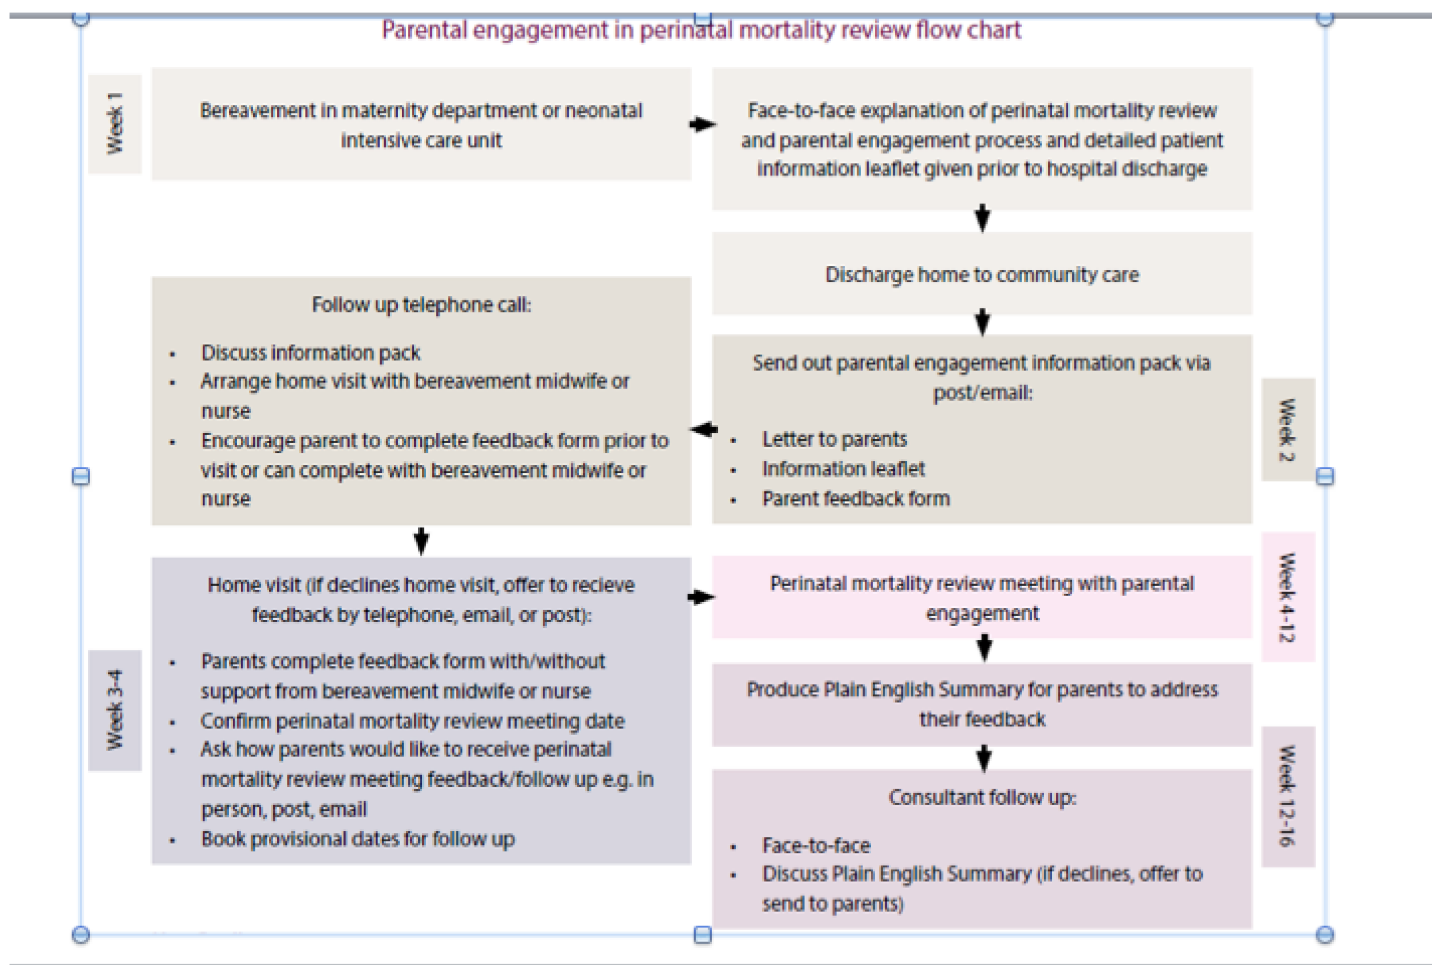 Parental engagement in perinatal mortality review flow chart
Week 1
Bereavement in maternity department or neonatal
intensive care unit
Face-to-face explanation of perinatal mortality review
and parental engagement process and detailed patient
information leaflet given prior to hospital discharge
Discharge home to community care
Send out parental engagement information pack via
post/email:
• Letter to parents
• Information leaflet
• Parent feedback form
Week 2
Follow up telephone call:
• Discuss information pack
• Arrange home visit with bereavement midwife or
nurse
• Encourage parent to complete feedback form prior to
visit or can complete with bereavement midwife or
nurse
Week 3-4
Home visit (if declines home visit, offer to recieve
feedback by telephone, email, or post):
• Parents complete feedback form with/without
support from bereavement midwife or nurse
• Confirm perinatal mortality review meeting date
• Ask how parents would like to receive perinatal
mortality review meeting feedback/follow up e.g. in
person, post, email
• Book provisional dates for follow up
Perinatal mortality review meeting with parental
engagement
Week 4-12
Produce Plain English Summary for parents to address
their feedback
Consultant follow up:
• Face-to-face
• Discuss Plain English Summary (if declines, offer to
send to parents)
Week 12-16